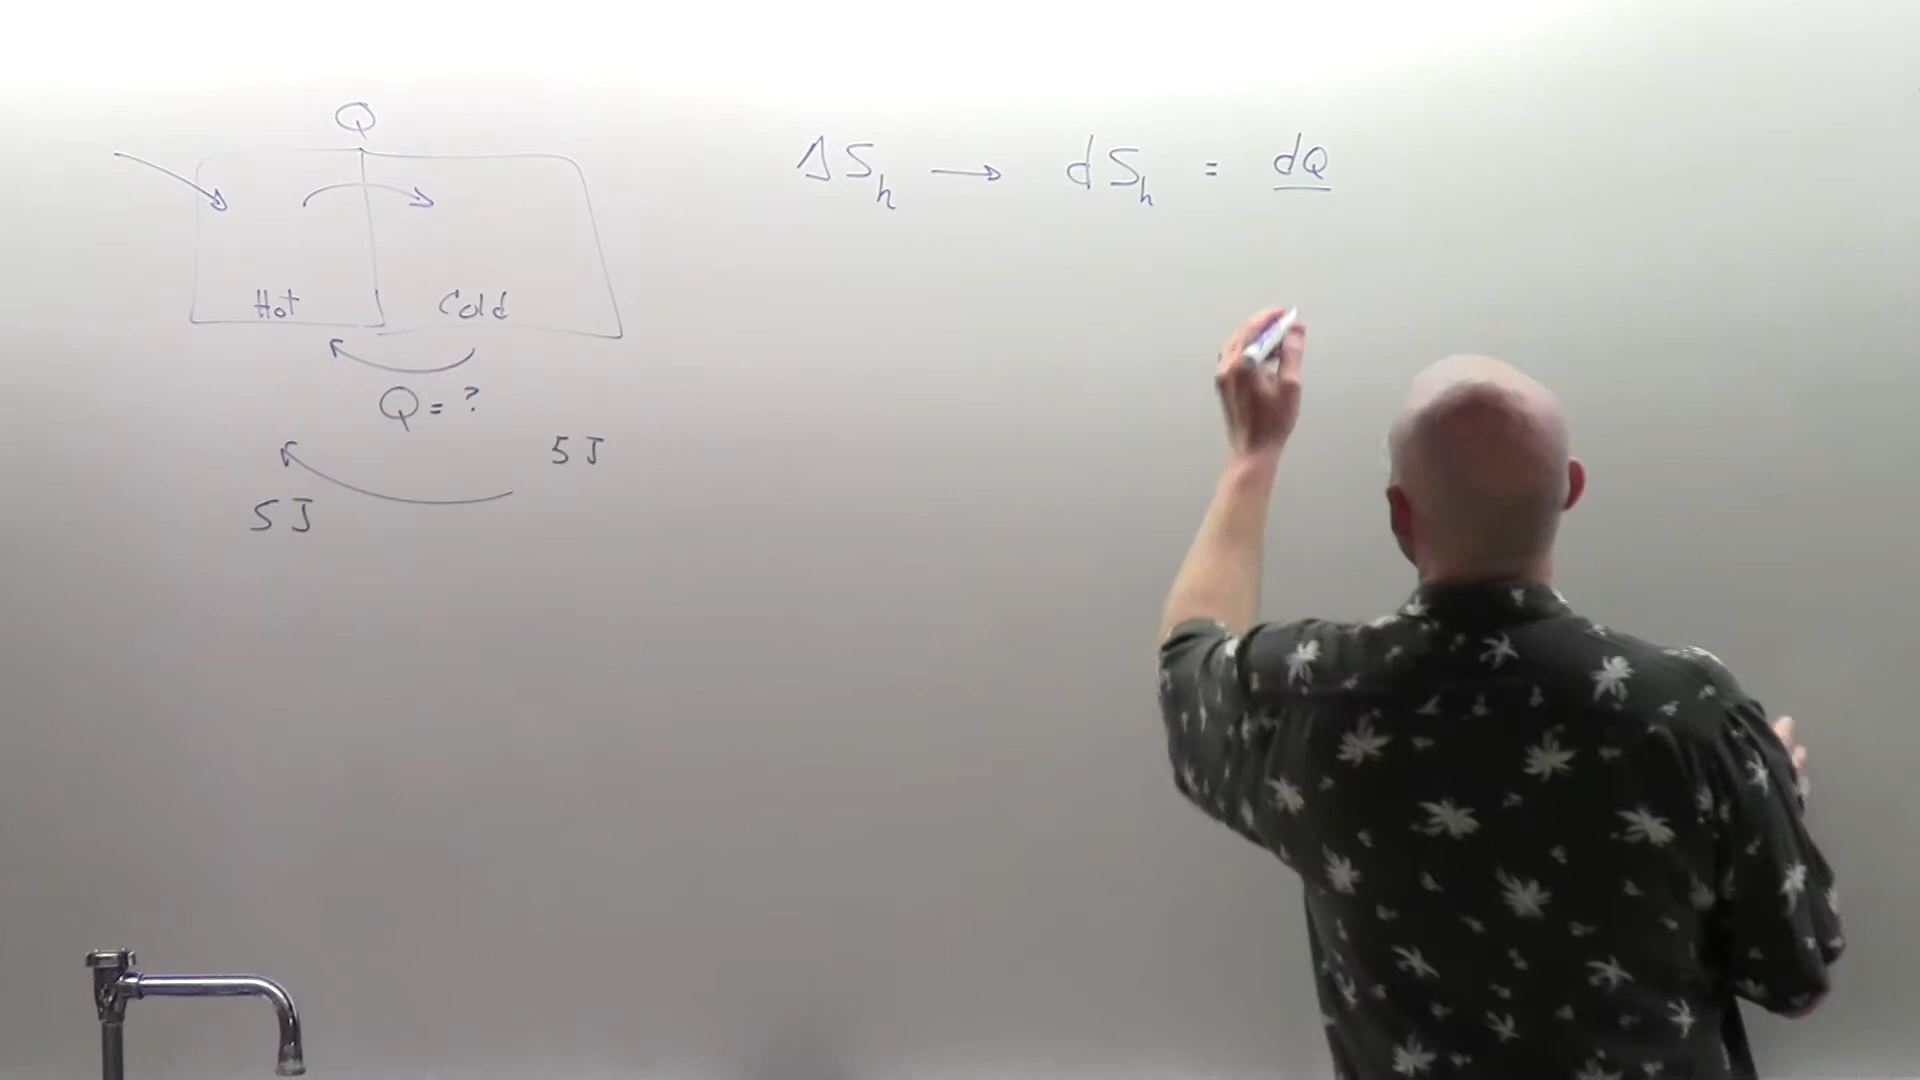 Q
ΔS_h → dS_h = dQ
Hot Cold
Q = ?
5 J
5 J